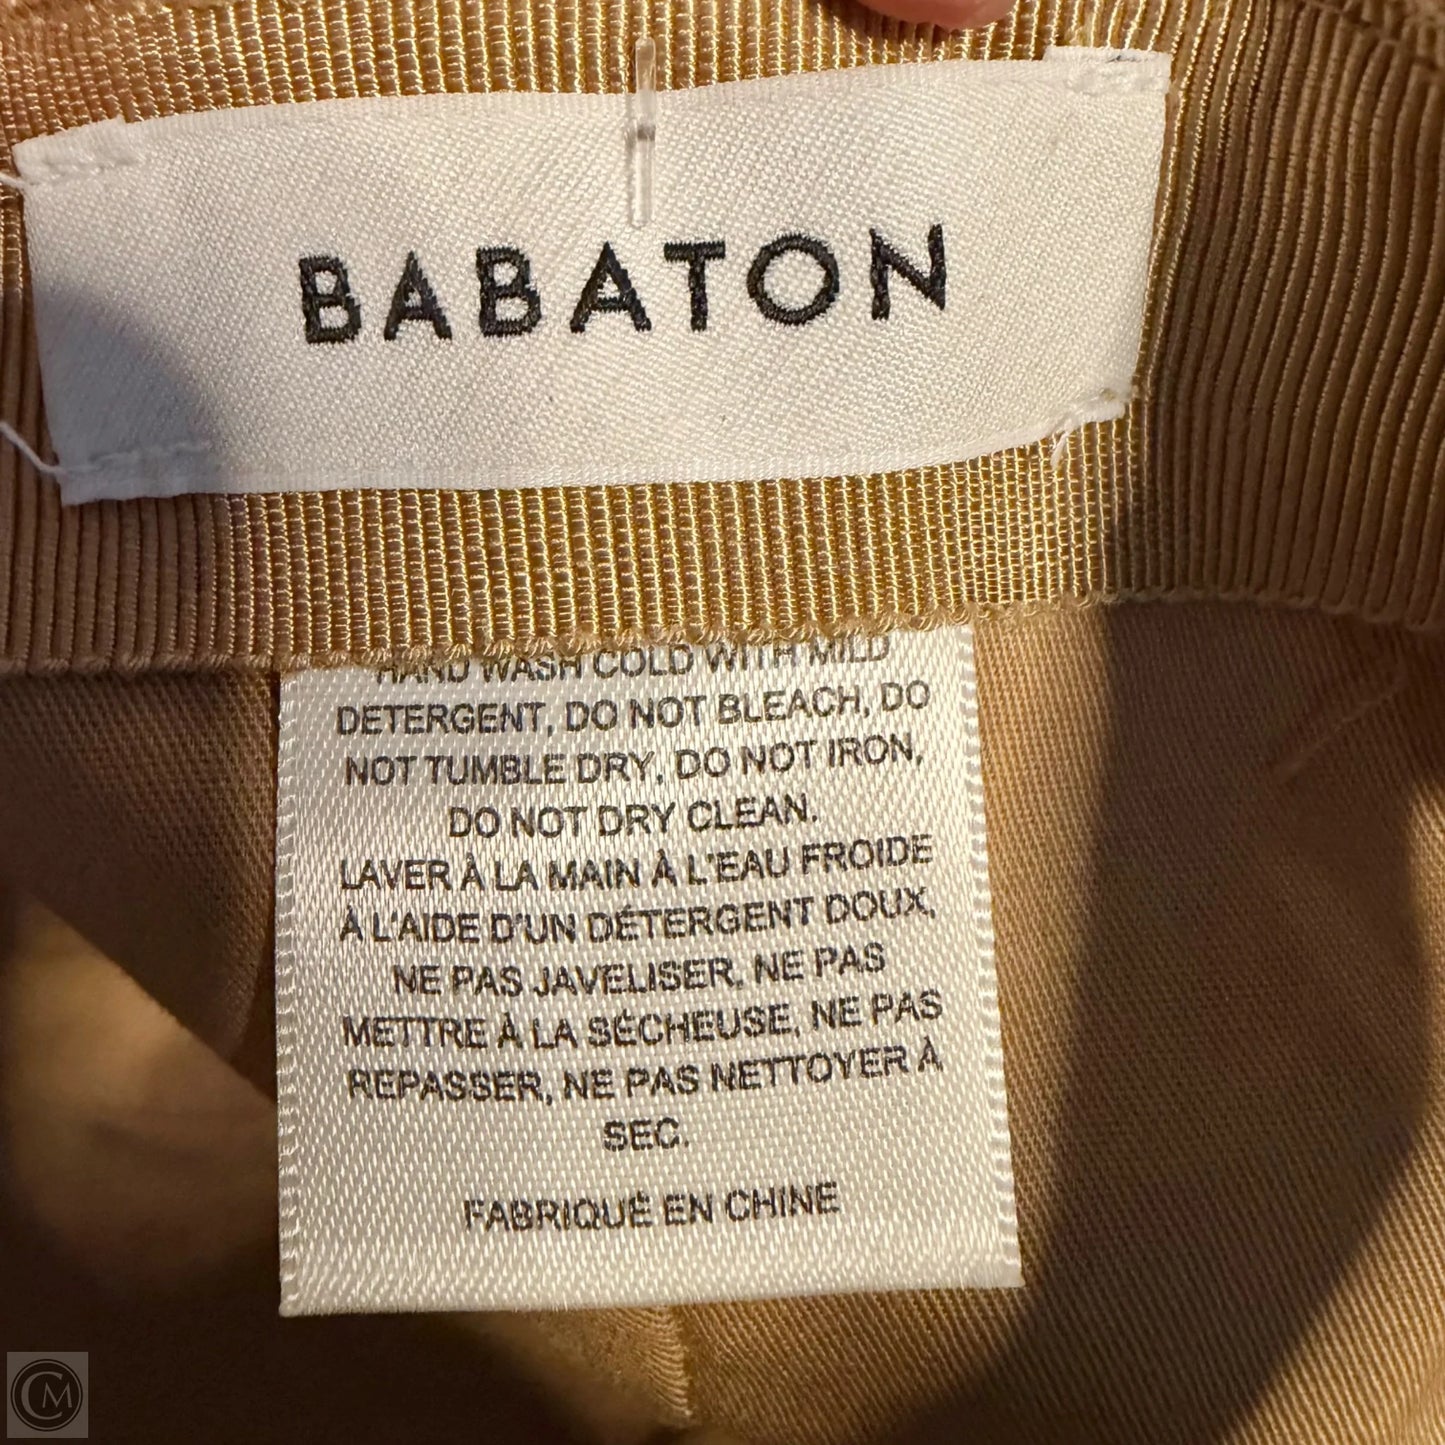 BABATON
HAND WASH COLD WITH MILD
DETERGENT, DO NOT BLEACH, DO
NOT TUMBLE DRY, DO NOT IRON,
DO NOT DRY CLEAN.
LAVER À LA MAIN À L'EAU FROIDE
À L'AIDE D'UN DÉTERGENT DOUX,
NE PAS JAVELISER, NE PAS
METTRE À LA SÉCHEUSE, NE PAS
REPASSER, NE PAS NETTOYER À
SEC.
FABRIQUÉ EN CHINE
CM